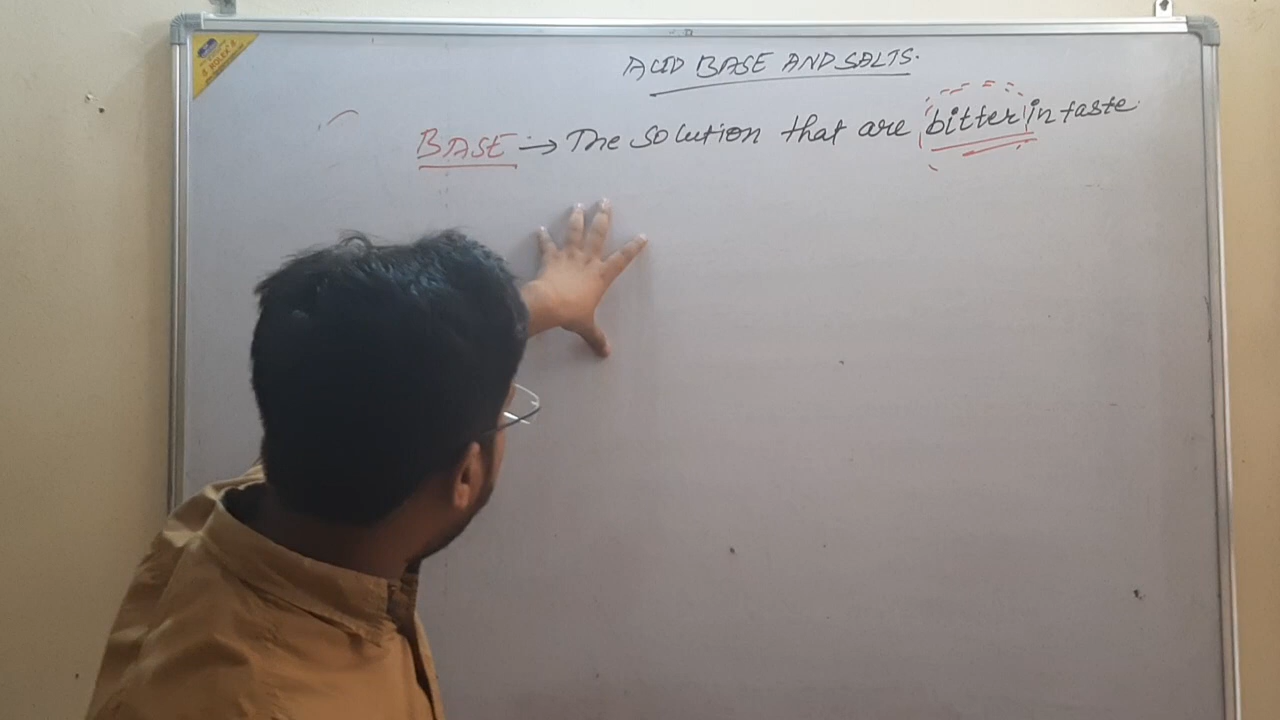 ACID BASE AND SALTS.
BASE :→ The solution that are bitter in taste